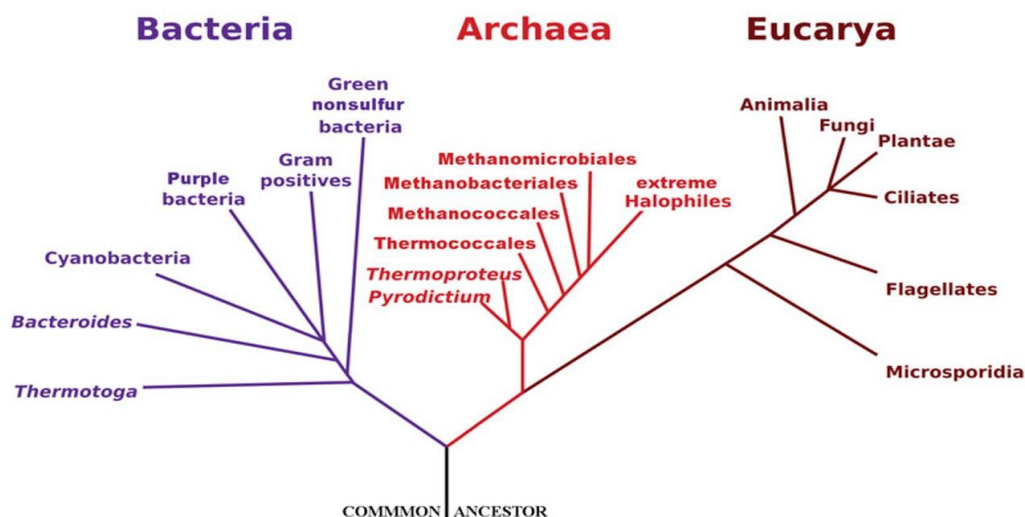 Bacteria
Archaea
Eucarya
Green
nonsulfur
bacteria
Gram
positives
Purple
bacteria
Cyanobacteria
Bacteroides
Thermotoga
Methanomicrobiales
Methanobacteriales
Methanococcales
Thermococcales
Thermoproteus
Pyrodictium
extreme
Halophiles
Animalia
Fungi
Plantae
Ciliates
Flagellates
Microsporidia
COMMMON ANCESTOR